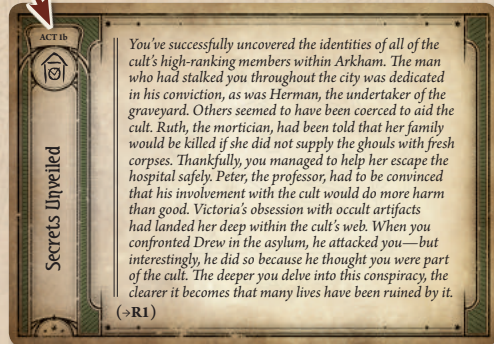 ACT 1b
Secrets Unveiled
You've successfully uncovered the identities of all of the
cult's high-ranking members within Arkham. The man
who had stalked you throughout the city was dedicated
in his conviction, as was Herman, the undertaker of the
graveyard. Others seemed to have been coerced to aid the
cult. Ruth, the mortician, had been told that her family
would be killed if she did not supply the ghouls with fresh
corpses. Thankfully, you managed to help her escape the
hospital safely. Peter, the professor, had to be convinced
that his involvement with the cult would do more harm
than good. Victoria's obsession with occult artifacts
had landed her deep within the cult's web. When you
confronted Drew in the asylum, he attacked you—but
interestingly, he did so because he thought you were part
of the cult. The deeper you delve into this conspiracy, the
clearer it becomes that many lives have been ruined by it.
(→R1)